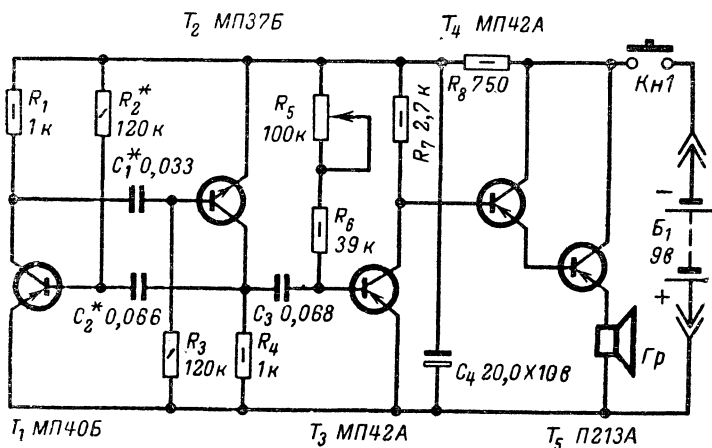 T₂ МП37Б
T₄ МП42А
R₁
1к
R₂*
120к
C₁* 0,033
R₅
100к
R₇ 2,7к
R₈ 750
Кн1
R₆
39к
–
Б₁
9в
+
C₂* 0,066
R₃
120к
R₄
1к
C₃ 0,068
C₄ 20,0X10в
Гр
T₁ МП40Б
T₃ МП42А
T₅ П213А